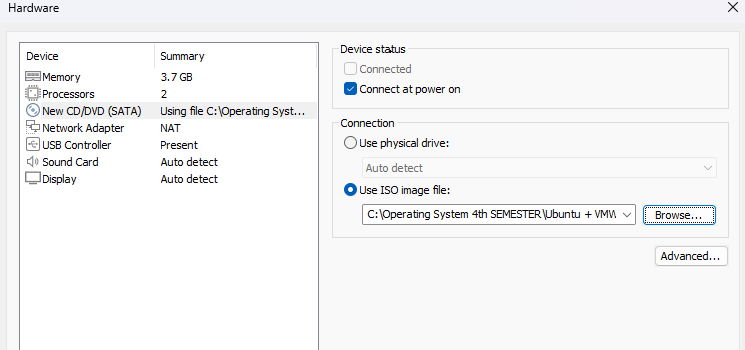 Hardware
Device Summary
Memory 3.7 GB
Processors 2
New CD/DVD (SATA) Using file C:\Operating Syst...
Network Adapter NAT
USB Controller Present
Sound Card Auto detect
Display Auto detect
Device status
Connected
Connect at power on
Connection
Use physical drive:
Auto detect
Use ISO image file:
C:\Operating System 4th SEMESTER\Ubuntu + VMW
Browse...
Advanced...